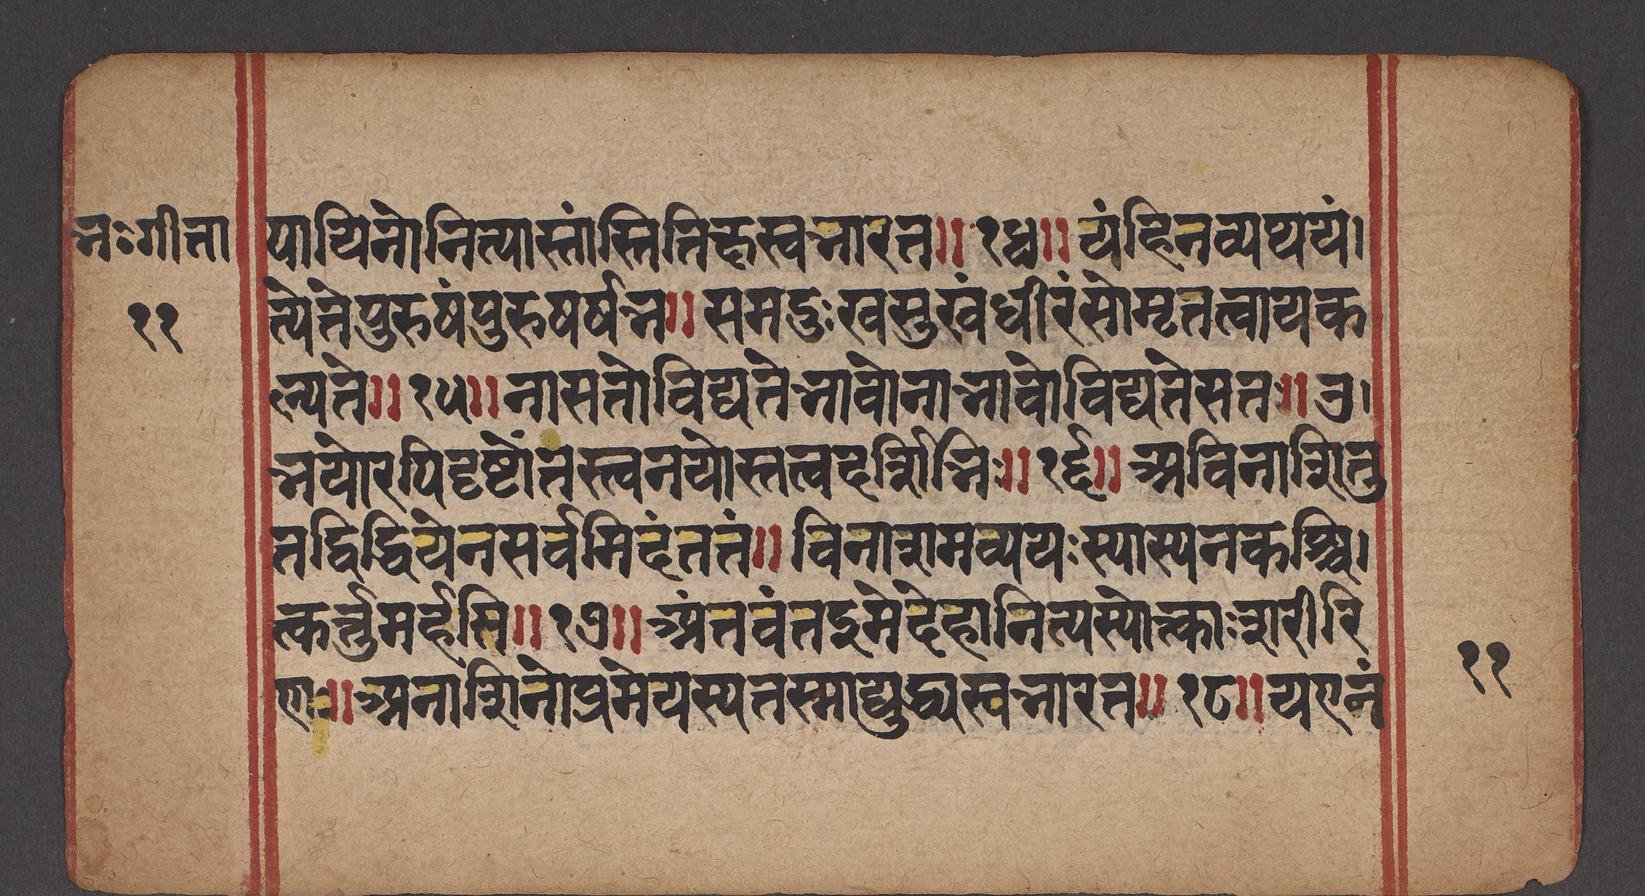 भ॰गीता
११
पायिनोनित्यास्तांस्तितिक्षस्वभारत॥ १४॥ यंहिनव्यथयं।
त्येतेपुरुषंपुरुषर्षभ॥ समदुःखसुखंधीरंसोमृतत्वायक
ल्पते॥ १५॥ नासतोविद्यतेभावोनाभावोविद्यतेसतः॥ उ।
भयोरपिदृष्टोंतस्त्वनयोस्तत्वदर्शिभिः॥ १६॥ अविनाशितु
तद्विद्धियेनसर्वमिदंततं॥ विनाशमव्ययःस्यास्यनकश्चि।
त्कर्त्तुमर्हसि॥ १७॥ अंतवंतइमेदेहानित्यस्योक्ताःशरीरि
णः॥ अनाशिनोप्रमेयस्यतस्माद्युद्ध्यस्वभारत॥ १८॥ यएनं
११